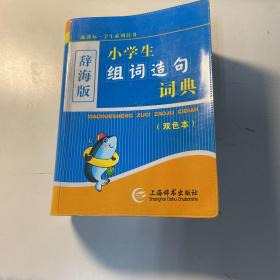 新课标·学生系列辞书
辞海版
小学生
组词造句
词典
XIAOXUESHENG ZUCI ZAOJU CIDIAN
(双色本)
上海辞书出版社
Shanghai Cishu Chubanshe